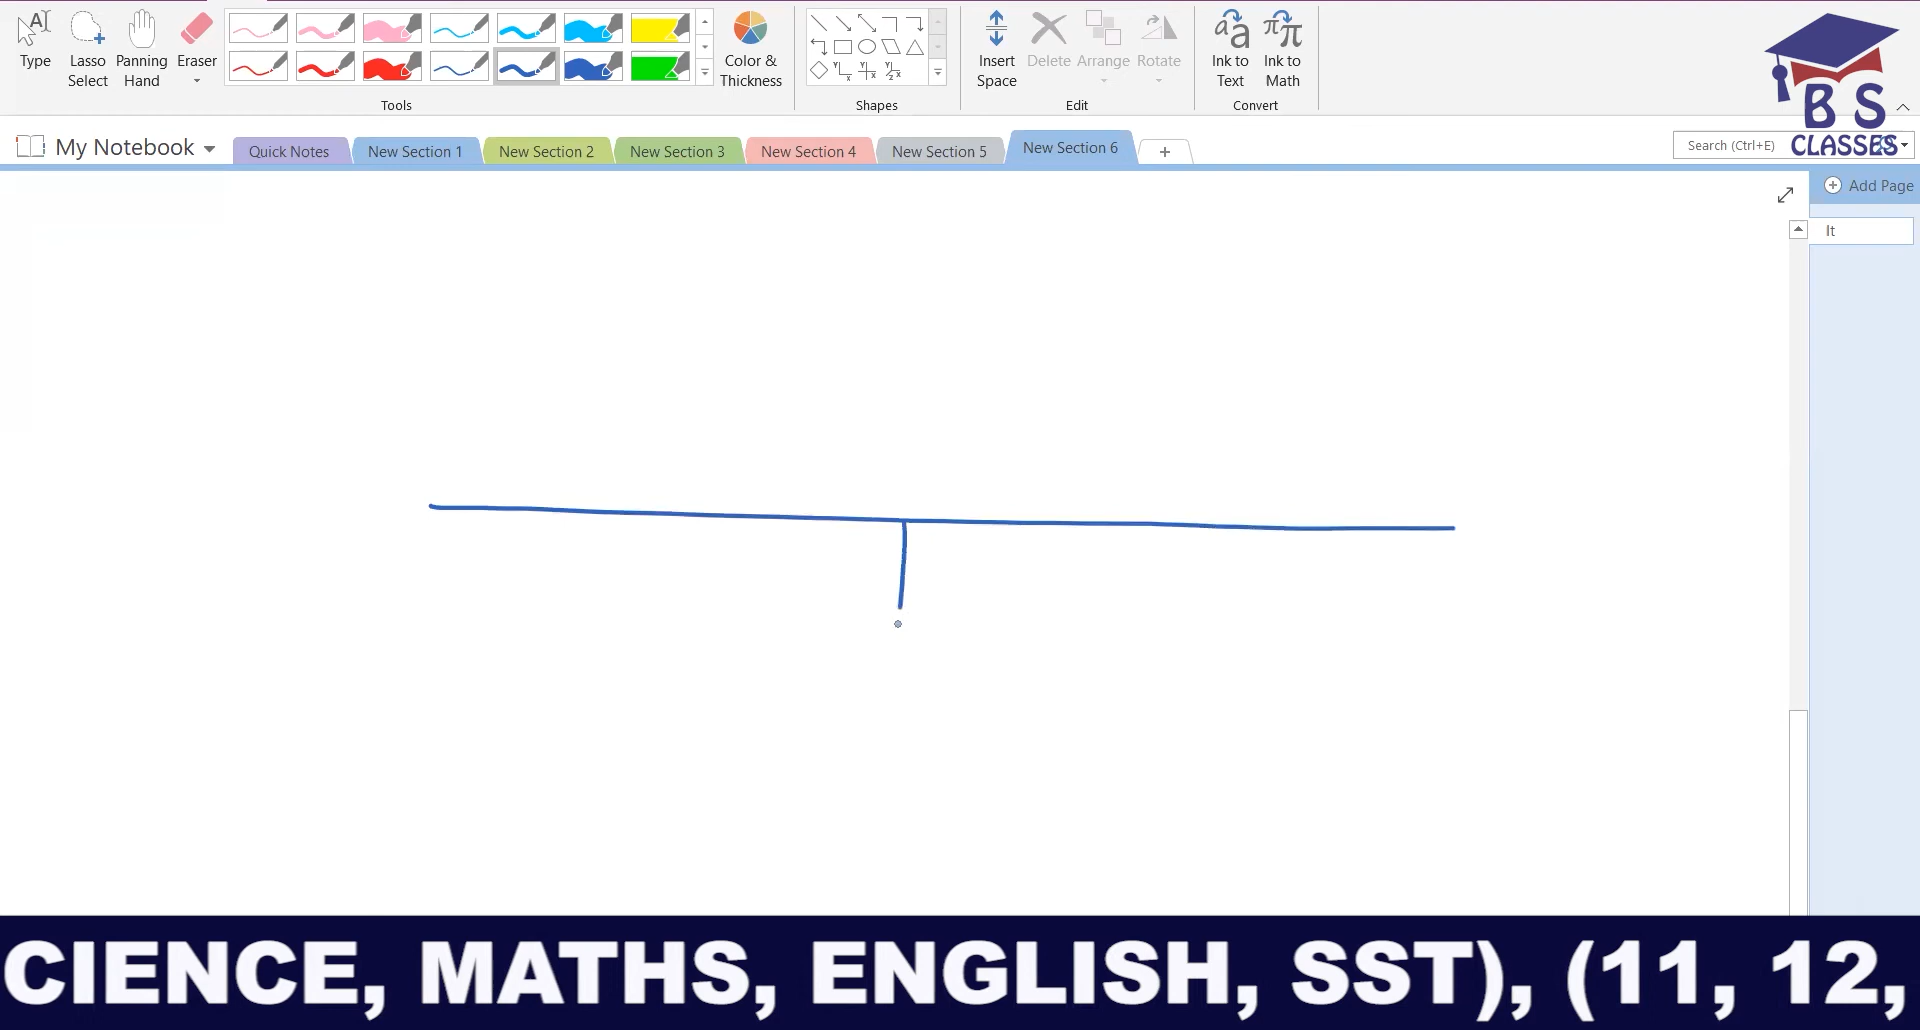 Type
Lasso
Select
Panning
Hand
Eraser
Color &
Thickness
Insert
Space
Delete
Arrange
Rotate
Ink to
Text
Ink to
Math
Tools
Shapes
Edit
Convert
B S
CLASSES
My Notebook
Quick Notes
New Section 1
New Section 2
New Section 3
New Section 4
New Section 5
New Section 6
Search (Ctrl+E)
Add Page
It
CIENCE, MATHS, ENGLISH, SST), (11, 12,